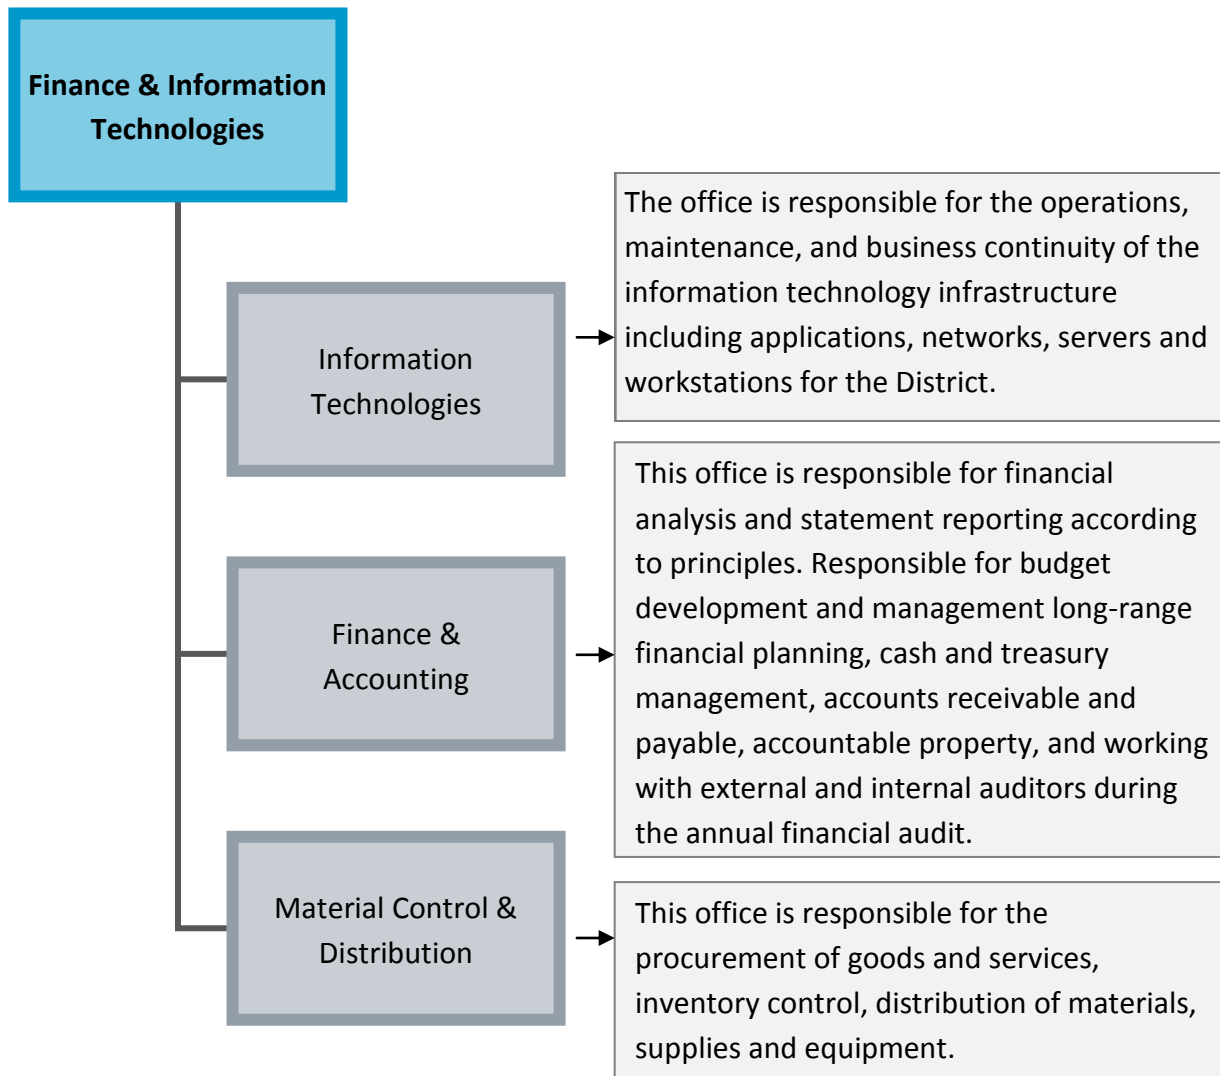 Finance & Information
Technologies
The office is responsible for the operations,
maintenance, and business continuity of the
information technology infrastructure
including applications, networks, servers and
workstations for the District.
Information
Technologies
This office is responsible for financial
analysis and statement reporting according
to principles. Responsible for budget
development and management long-range
financial planning, cash and treasury
management, accounts receivable and
payable, accountable property, and working
with external and internal auditors during
the annual financial audit.
Finance &
Accounting
Material Control &
Distribution
This office is responsible for the
procurement of goods and services,
inventory control, distribution of materials,
supplies and equipment.